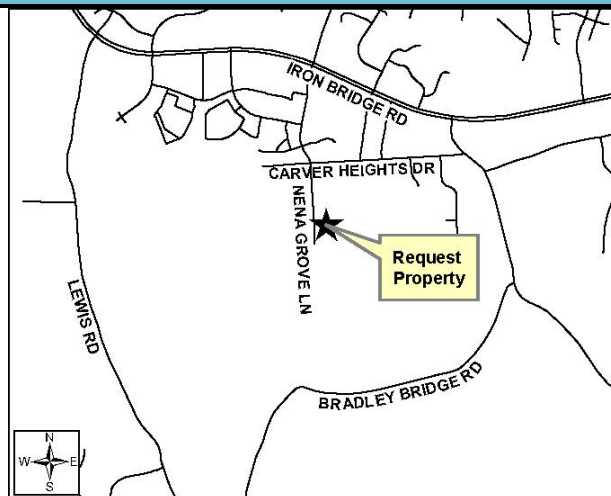 IRON BRIDGE RD
CARVER HEIGHTS DR
NENA GROVE LN
Request
Property
LEWIS RD
BRADLEY BRIDGE RD
N
W E
S